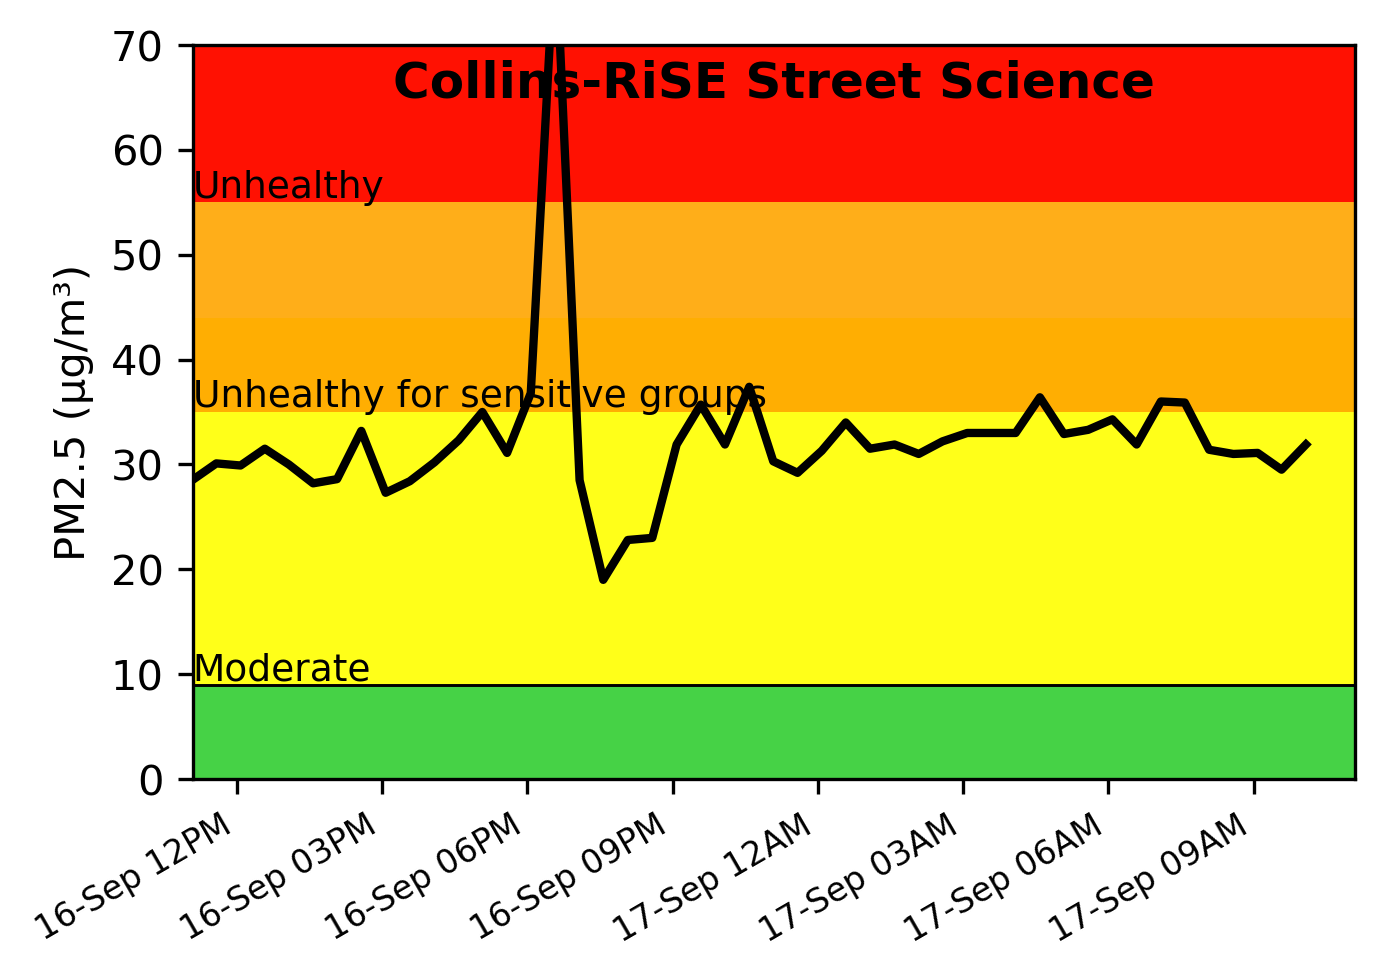 Collins-RiSE Street Science
70
60
Unhealthy
50
40
Unhealthy for sensitive groups
30
20
10
Moderate
0
PM2.5 (μg/m³)
16-Sep 12PM
16-Sep 03PM
16-Sep 06PM
16-Sep 09PM
17-Sep 12AM
17-Sep 03AM
17-Sep 06AM
17-Sep 09AM